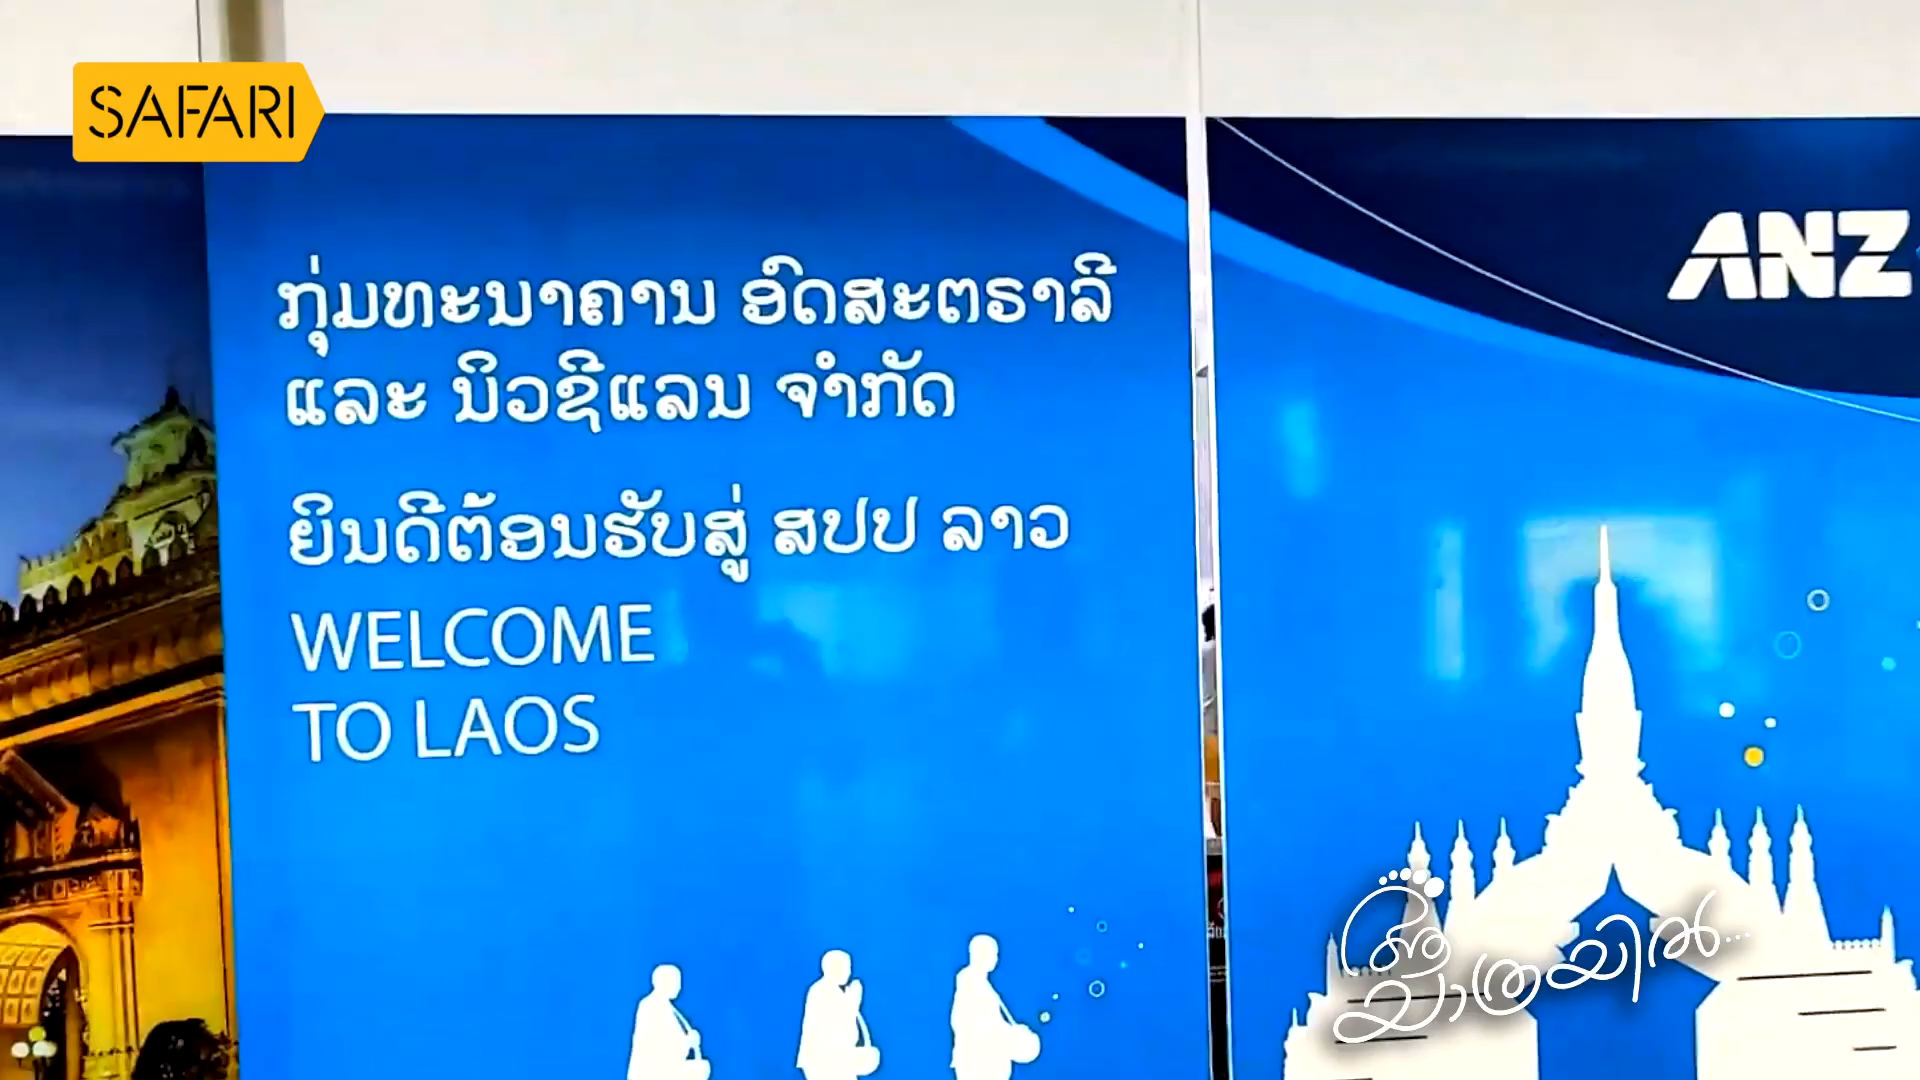 SAFARI
ANZ
ກຸ່ມທະນາຄານ ອົດສະຕຣາລີ
ແລະ ນິວຊີແລນ ຈຳກັດ
ຍິນດີຕ້ອນຮັບສູ່ ສປປ ລາວ
WELCOME
TO LAOS
ആ
യാത്രയിൽ...